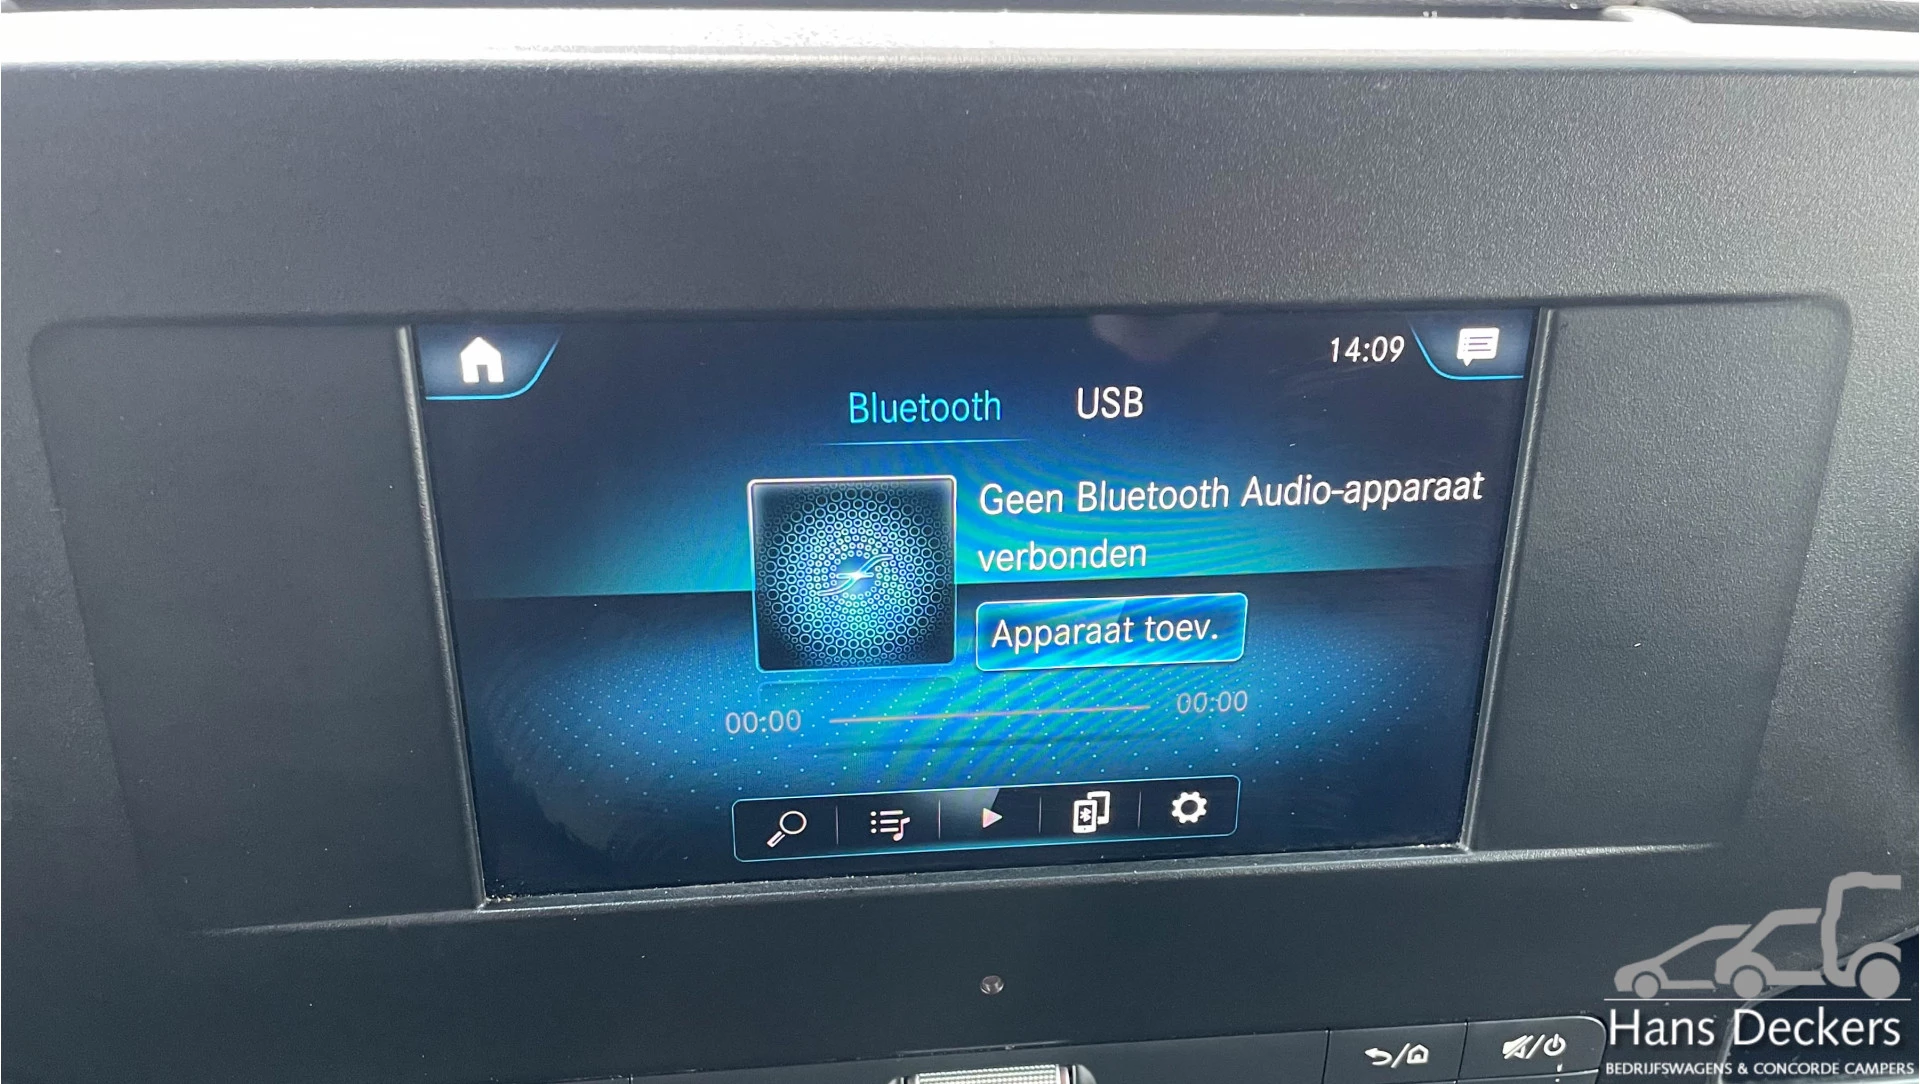 14:09
Bluetooth USB
Geen Bluetooth Audio-apparaat
verbonden
Apparaat toev.
00:00 00:00
Hans Deckers
BEDRIJFSWAGENS & CONCORDE CAMPERS